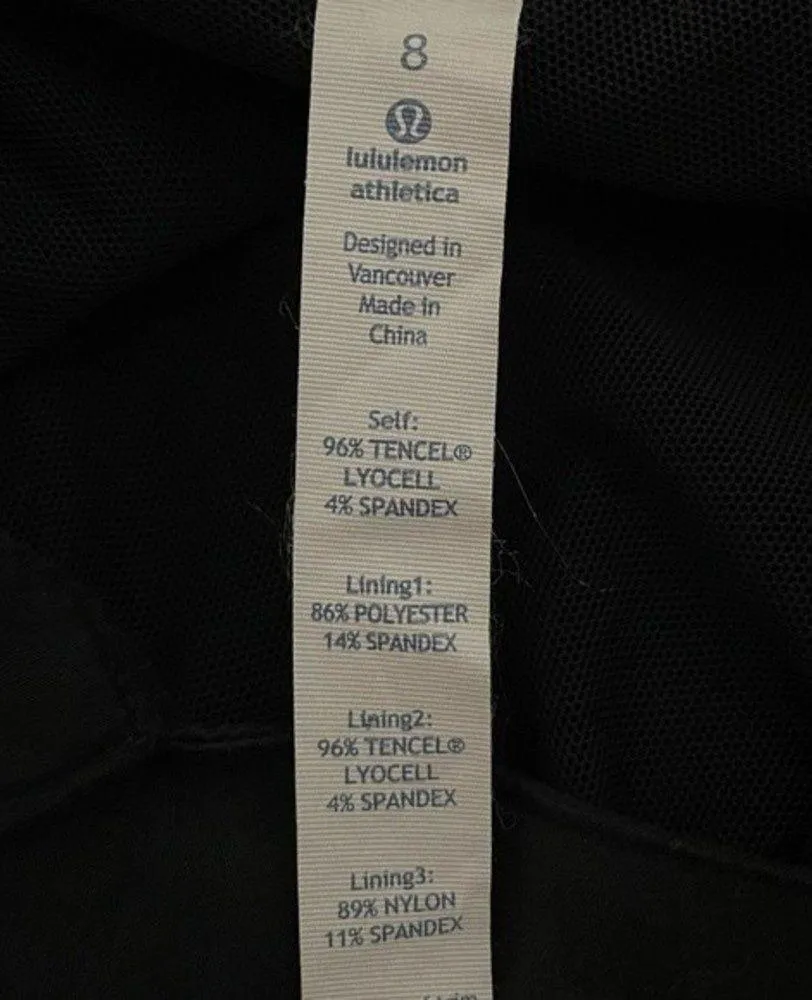 8
lululemon
athletica
Designed in
Vancouver
Made in
China
Self:
96% TENCEL®
LYOCELL
4% SPANDEX
Lining1:
86% POLYESTER
14% SPANDEX
Lining2:
96% TENCEL®
LYOCELL
4% SPANDEX
Lining3:
89% NYLON
11% SPANDEX